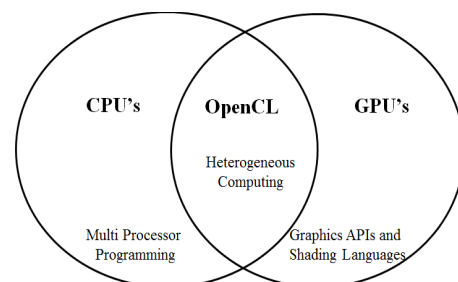 CPU's
OpenCL
GPU's
Heterogeneous
Computing
Multi Processor
Programming
Graphics APIs and
Shading Languages